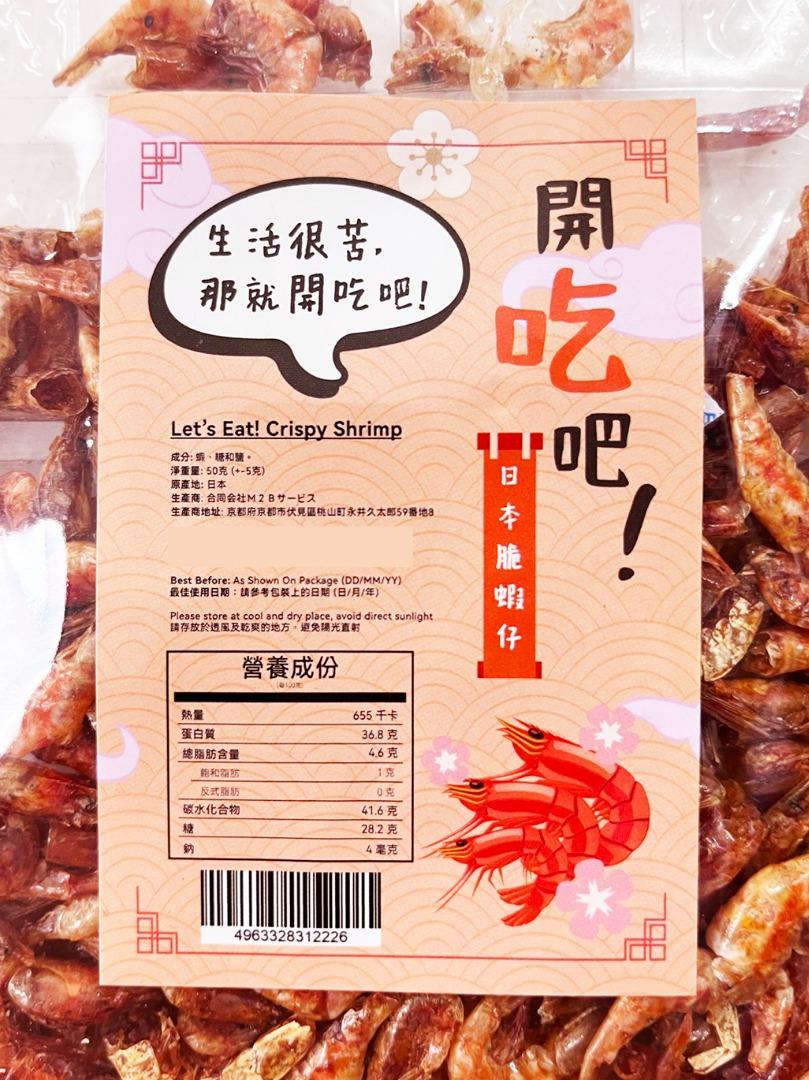 生活很苦,
那就開吃吧!
開吃吧!
日本脆蝦仔
Let's Eat! Crispy Shrimp
成分: 蝦、糖和鹽。
淨重量: 50克 (+-5克)
原產地: 日本
生產商: 合同会社M2Bサービス
生產商地址: 京都府京都市伏見區桃山町永井久太郎59番地8
Best Before: As Shown On Package (DD/MM/YY)
最佳使用日期：請參考包裝上的日期 (日/月/年)
Please store at cool and dry place, avoid direct sunlight
請存放於透風及乾爽的地方，避免陽光直射
營養成份
(每100克)
熱量 655 千卡
蛋白質 36.8 克
總脂肪含量 4.6 克
飽和脂肪 1 克
反式脂肪 0 克
碳水化合物 41.6 克
糖 28.2 克
鈉 4 毫克
4963328312226